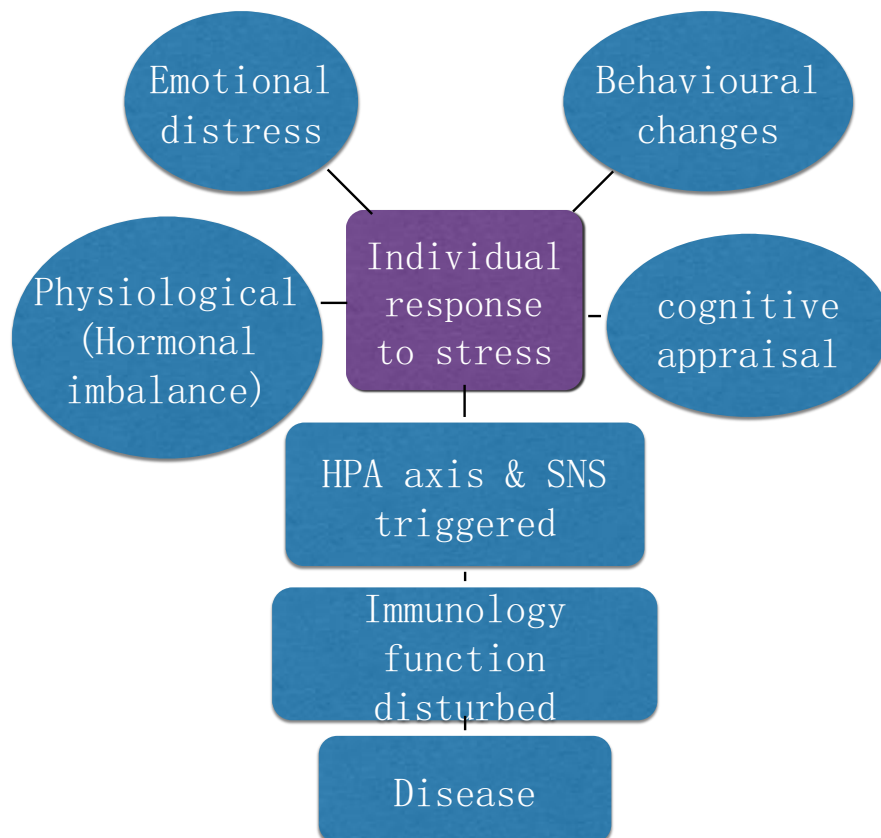 Emotional
distress
Behavioural
changes
Individual
response
to stress
Physiological
(Hormonal
imbalance)
cognitive
appraisal
HPA axis & SNS
triggered
Immunology
function
disturbed
Disease